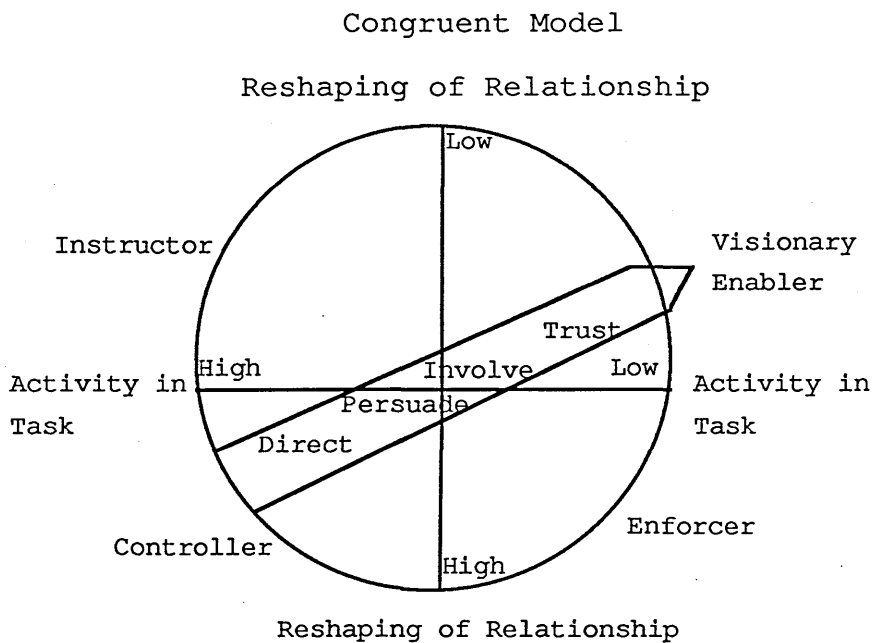 Congruent Model
Reshaping of Relationship
Low
Instructor
Visionary
Enabler
Trust
High
Involve
Low
Activity in
Task
Activity in
Task
Persuade
Direct
Controller
Enforcer
High
Reshaping of Relationship